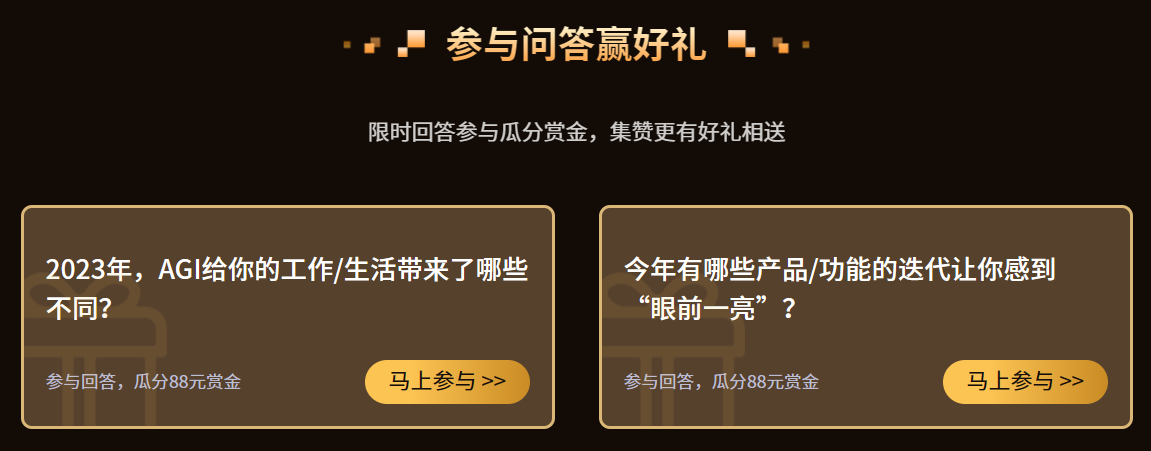 参与问答赢好礼
限时回答参与瓜分赏金，集赞更有好礼相送
2023年，AGI给你的工作/生活带来了哪些
不同？
参与回答，瓜分88元赏金
马上参与 >>
今年有哪些产品/功能的迭代让你感到
“眼前一亮”？
参与回答，瓜分88元赏金
马上参与 >>